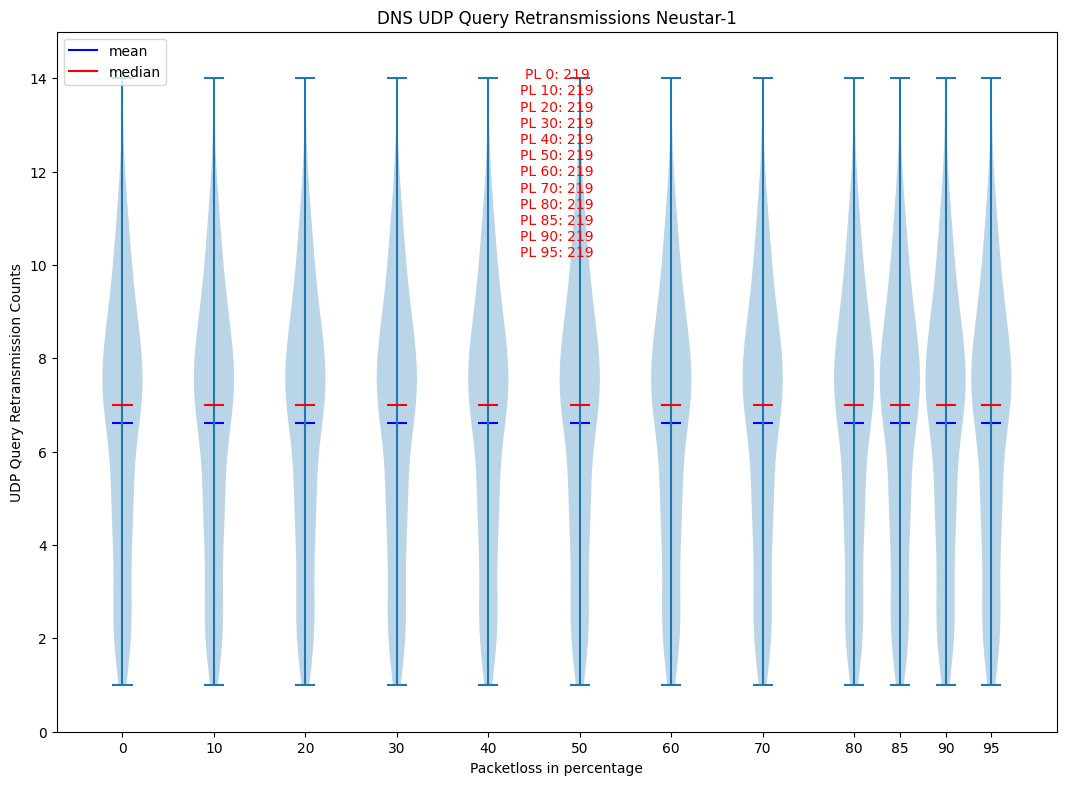 DNS UDP Query Retransmissions Neustar-1
mean
median
PL 0: 219
PL 10: 219
PL 20: 219
PL 30: 219
PL 40: 219
PL 50: 219
PL 60: 219
PL 70: 219
PL 80: 219
PL 85: 219
PL 90: 219
PL 95: 219
UDP Query Retransmission Counts
14
12
10
8
6
4
2
0
0 10 20 30 40 50 60 70 80 85 90 95
Packetloss in percentage